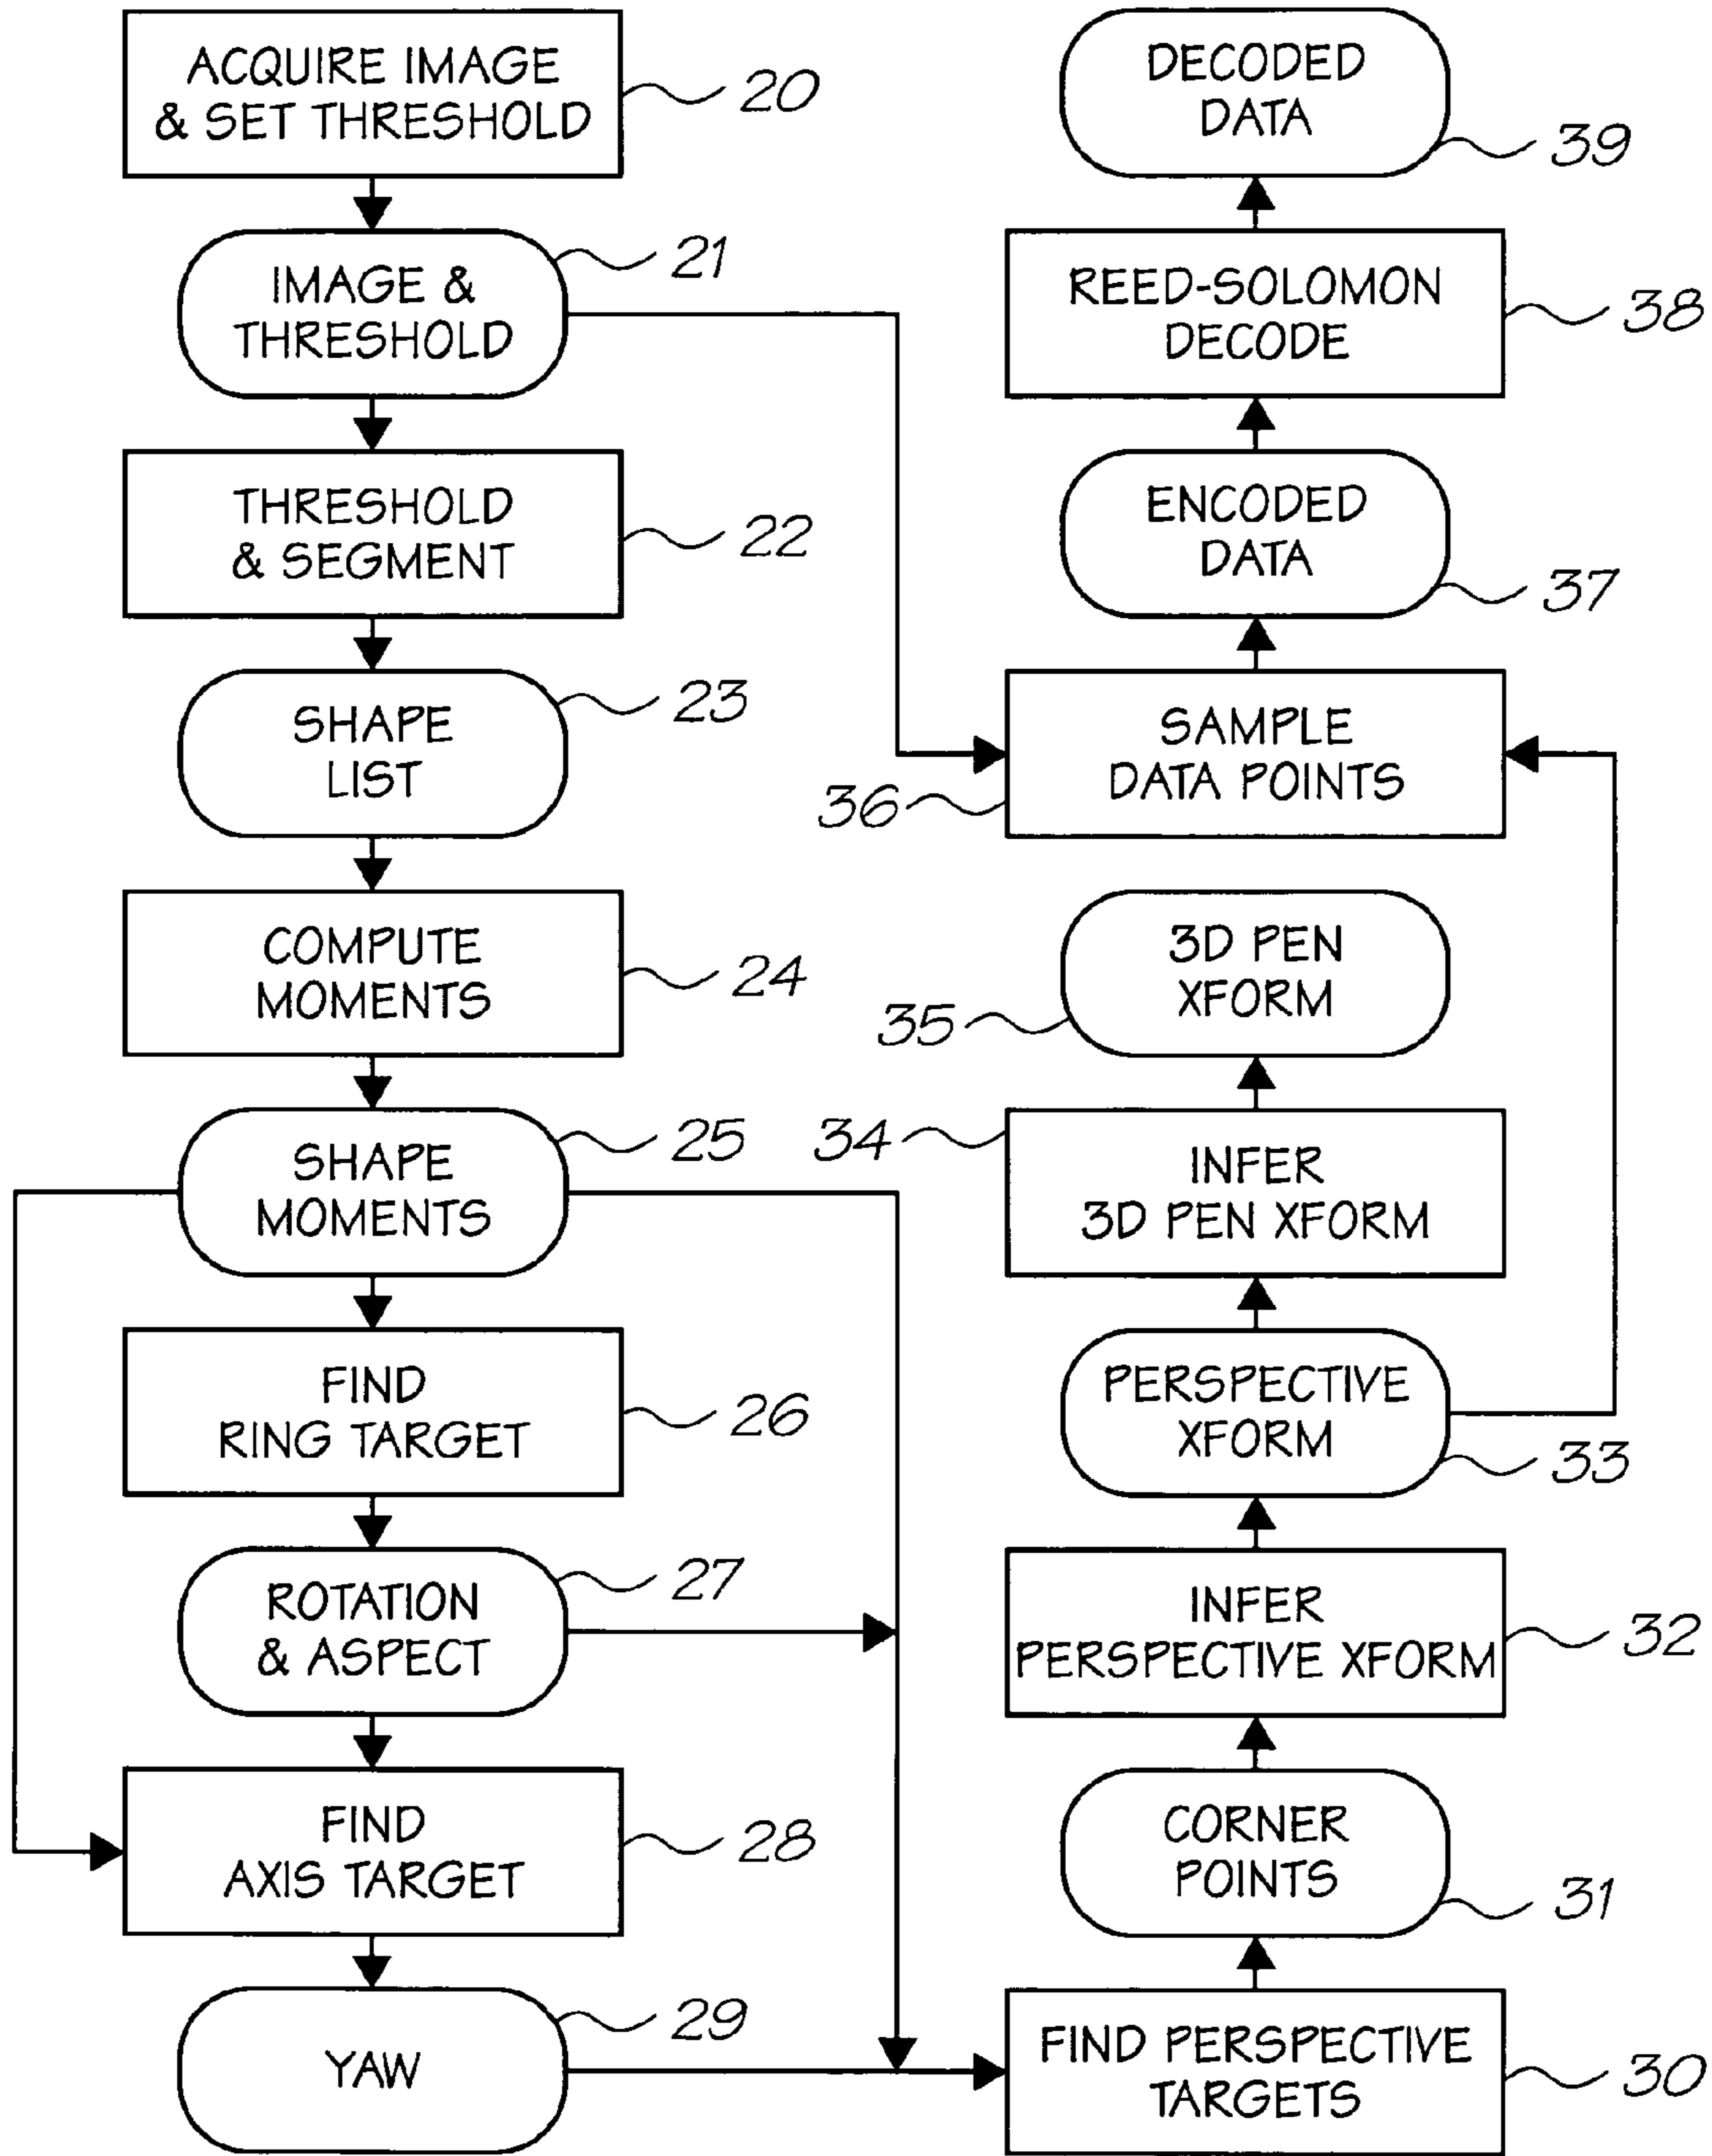 ACQUIRE IMAGE
& SET THRESHOLD
20
IMAGE &
THRESHOLD
21
THRESHOLD
& SEGMENT
22
SHAPE
LIST
23
COMPUTE
MOMENTS
24
SHAPE
MOMENTS
25
FIND
RING TARGET
26
ROTATION
& ASPECT
27
FIND
AXIS TARGET
28
YAW
29
DECODED
DATA
39
REED-SOLOMON
DECODE
38
ENCODED
DATA
37
SAMPLE
DATA POINTS
36
3D PEN
XFORM
35
INFER
3D PEN XFORM
34
PERSPECTIVE
XFORM
33
INFER
PERSPECTIVE XFORM
32
CORNER
POINTS
31
FIND PERSPECTIVE
TARGETS
30